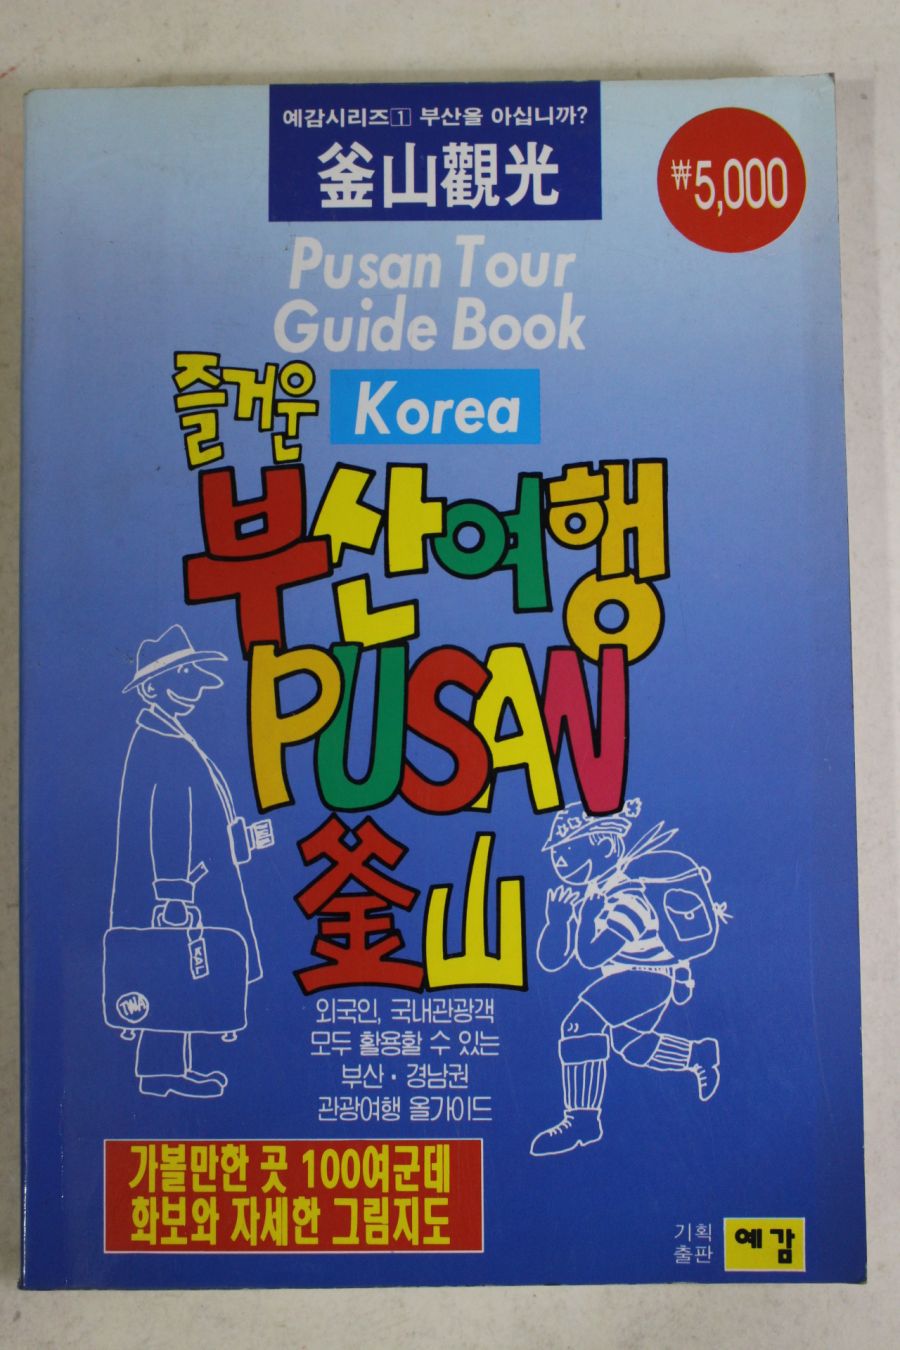 예감시리즈1 부산을 아십니까?
釜山觀光
₩5,000
Pusan Tour
Guide Book
즐거운
Korea
부산여행
PUSAN
釜山
KAL
TWA
외국인, 국내관광객
모두 활용할 수 있는
부산·경남권
관광여행 올가이드
가볼만한 곳 100여군데
화보와 자세한 그림지도
기획
출판
예감